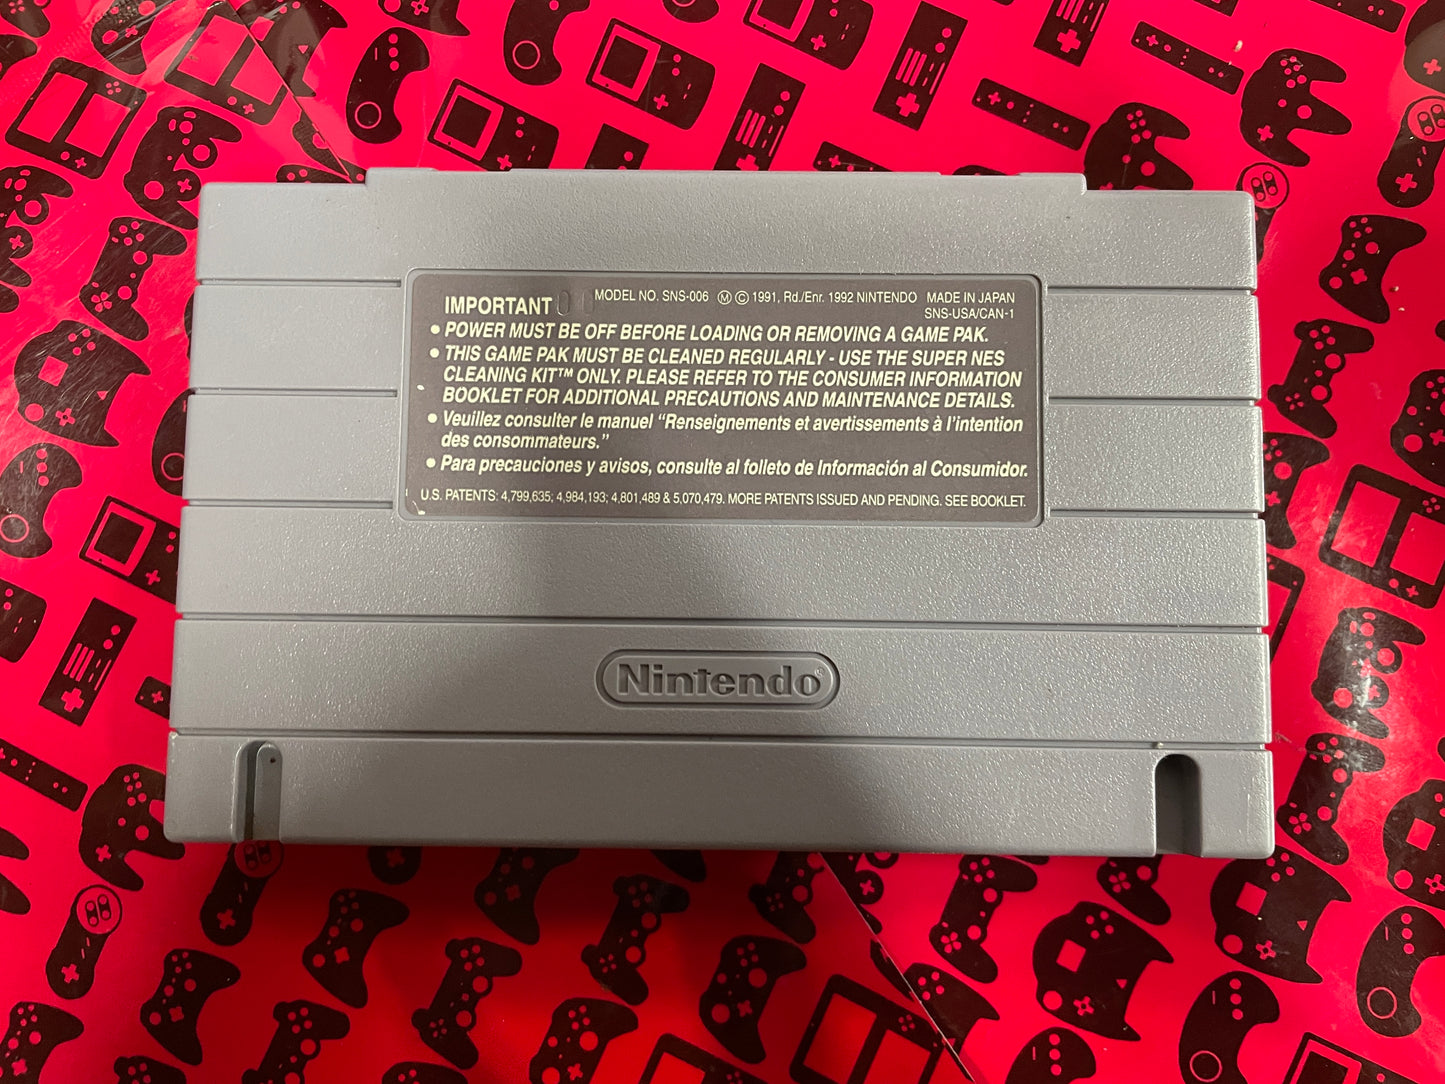 IMPORTANT MODEL NO. SNS-006 Ⓜ © 1991, Rd./Enr. 1992 NINTENDO MADE IN JAPAN
SNS-USA/CAN-1
• POWER MUST BE OFF BEFORE LOADING OR REMOVING A GAME PAK.
• THIS GAME PAK MUST BE CLEANED REGULARLY - USE THE SUPER NES
CLEANING KIT™ ONLY. PLEASE REFER TO THE CONSUMER INFORMATION
BOOKLET FOR ADDITIONAL PRECAUTIONS AND MAINTENANCE DETAILS.
• Veuillez consulter le manuel “Renseignements et avertissements à l’intention
des consommateurs.”
• Para precauciones y avisos, consulte al folleto de Información al Consumidor.
U.S. PATENTS: 4,799,635; 4,984,193; 4,801,489 & 5,070,479. MORE PATENTS ISSUED AND PENDING. SEE BOOKLET.
Nintendo®